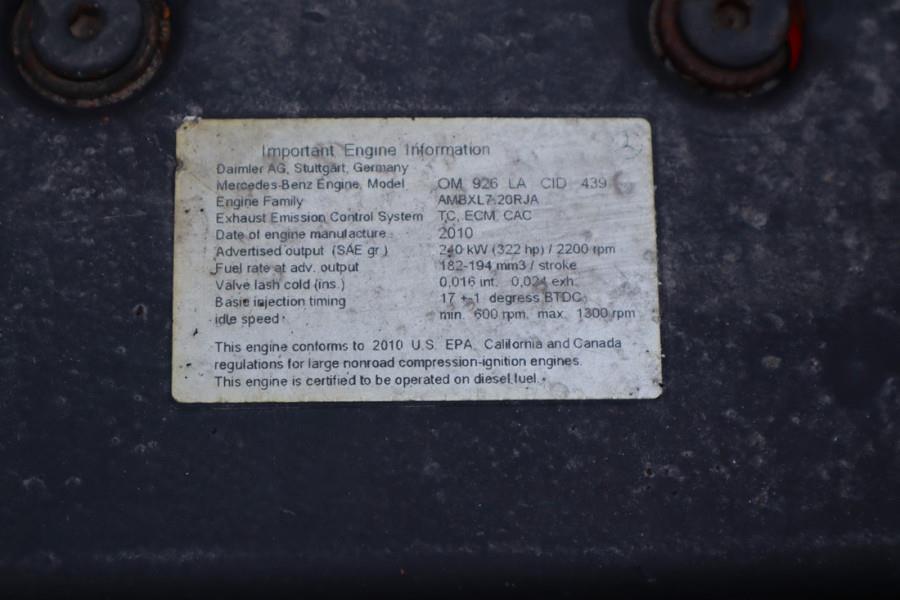 Important Engine Information
Daimler AG, Stuttgart, Germany
Mercedes-Benz Engine, Model OM 926 LA CID 439
Engine Family AMBXL7.20RJA
Exhaust Emission Control System TC, ECM, CAC
Date of engine manufacture 2010
Advertised output (SAE gr.) 240 kW (322 hp) / 2200 rpm
Fuel rate at adv. output 182-194 mm3 / stroke
Valve lash cold (ins.) 0,016 int. 0,024 exh.
Basic injection timing 17 +-1 degress BTDC
idle speed min. 600 rpm, max. 1300 rpm
This engine conforms to 2010 U.S. EPA, California and Canada
regulations for large nonroad compression-ignition engines.
This engine is certified to be operated on diesel fuel.